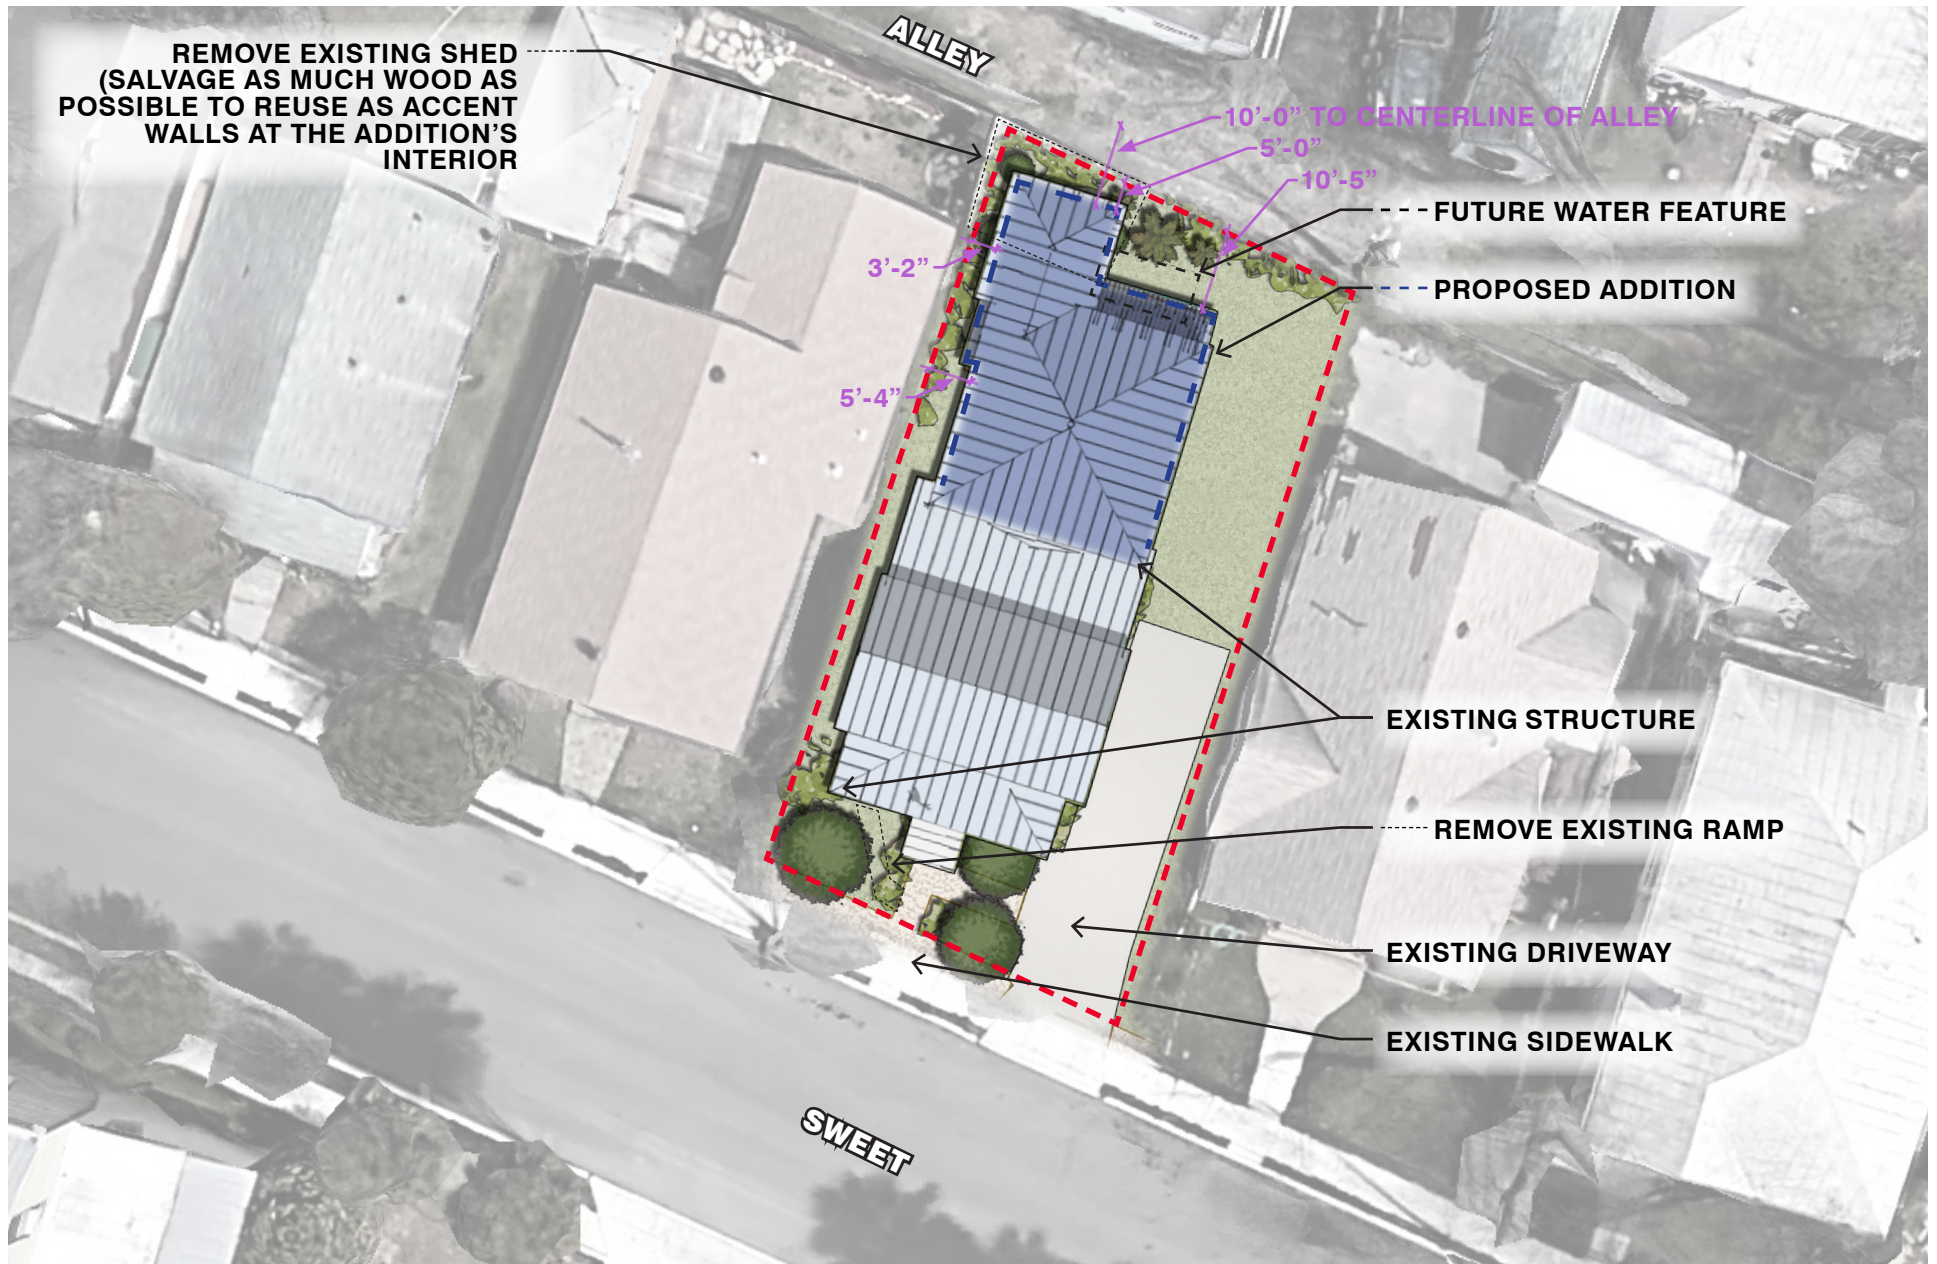 ALLEY
REMOVE EXISTING SHED
(SALVAGE AS MUCH WOOD AS
POSSIBLE TO REUSE AS ACCENT
WALLS AT THE ADDITION’S
INTERIOR
10’-0” TO CENTERLINE OF ALLEY
5’-0”
10’-5”
FUTURE WATER FEATURE
3’-2”
PROPOSED ADDITION
5’-4”
EXISTING STRUCTURE
REMOVE EXISTING RAMP
EXISTING DRIVEWAY
EXISTING SIDEWALK
SWEET